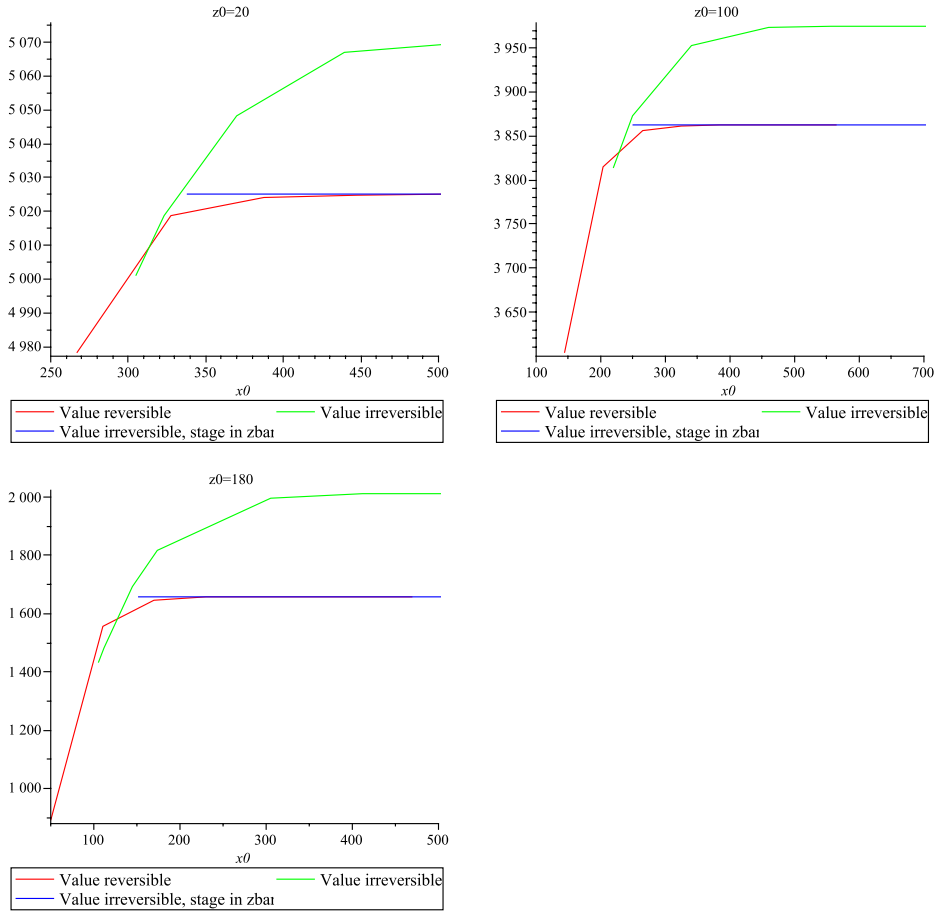 z0=20
5 070
5 060
5 050
5 040
5 030
5 020
5 010
5 000
4 990
4 980
250 300 350 400 450 500
x0
Value reversible Value irreversible
Value irreversible, stage in zbar
z0=100
3 950
3 900
3 850
3 800
3 750
3 700
3 650
100 200 300 400 500 600 700
x0
Value reversible Value irreversible
Value irreversible, stage in zbar
z0=180
2 000
1 800
1 600
1 400
1 200
1 000
100 200 300 400 500
x0
Value reversible Value irreversible
Value irreversible, stage in zbar